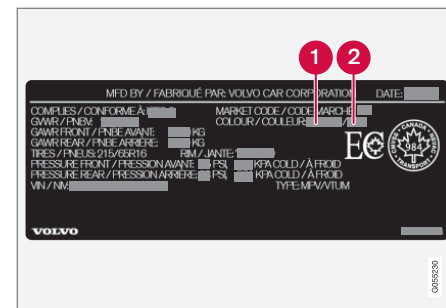 1 2
MFD BY / FABRIQUÉ PAR: VOLVO CAR CORPORATION DATE:
COMPLIES / CONFORME À: MARKET CODE / CODE MARCHE
GVWR / PNBV: COLOUR / COULEUR: /
GAWR FRONT / PNBE AVANT: KG
GAWR REAR / PNBE ARRIÈRE: KG
TIRES / PNEUS: 215/65R16 RIM / JANTE:
PRESSURE FRONT / PRESSION AVANT: PSI, KPA COLD / À FROID
PRESSURE REAR / PRESSION ARRIÈRE: PSI, KPA COLD / À FROID
VIN / NIV: TYPE: MPV/VTUM
EC
CANADA
984
TRANSPORT
VOLVO
G055230